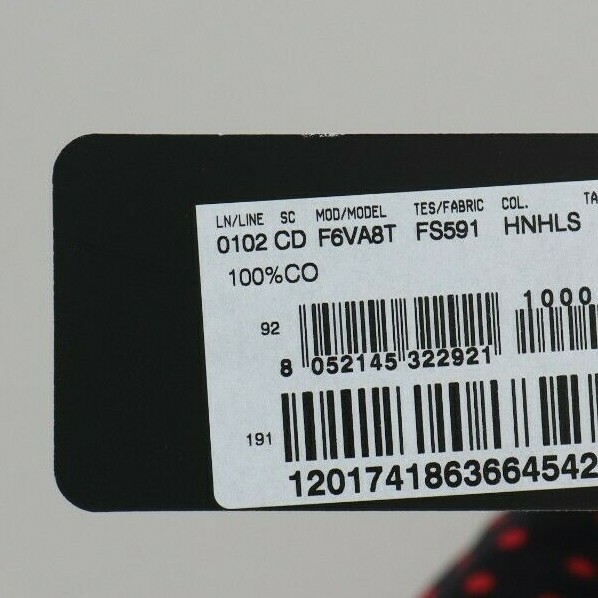 LN/LINE SC MOD/MODEL TES/FABRIC COL. TA
0102 CD F6VA8T FS591 HNHLS
100%CO
1000
92
8 052145 322921
191
1201741863664542